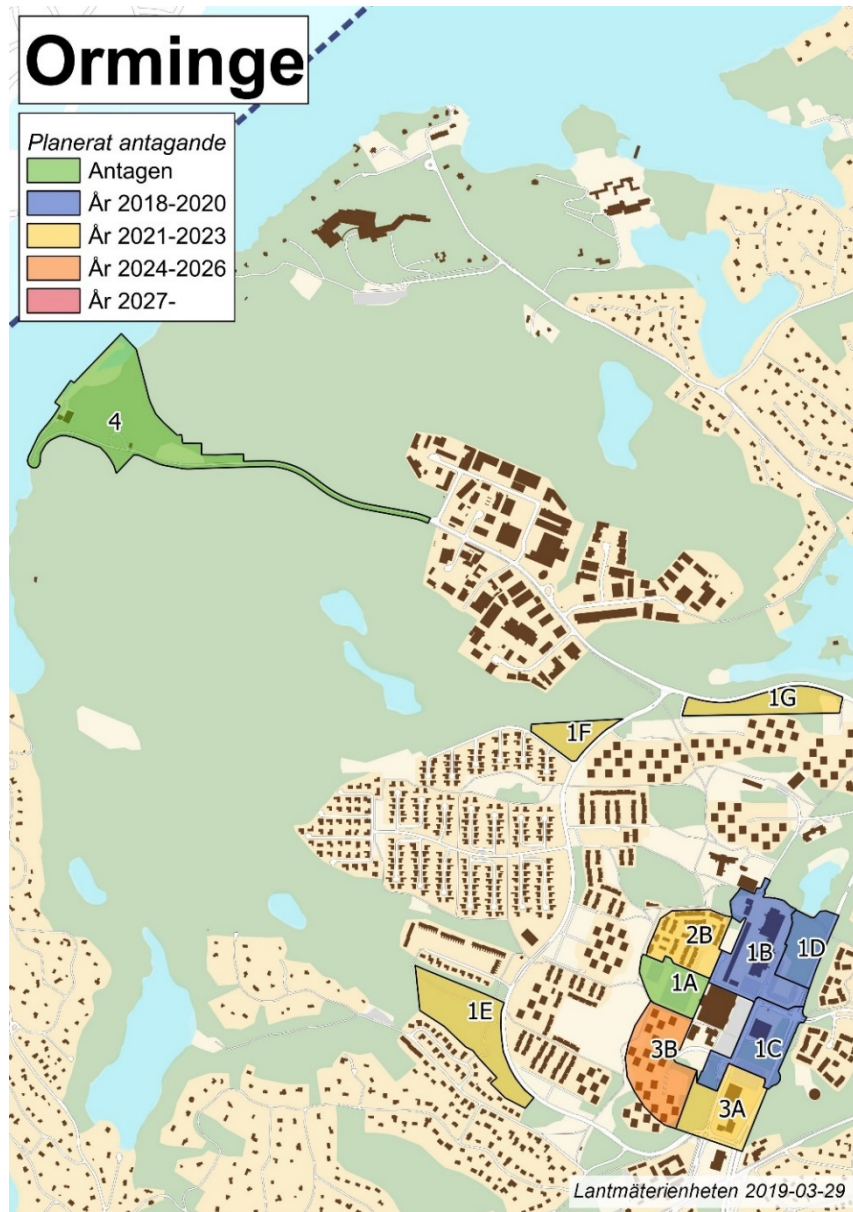 Orminge
Planerat antagande
Antagen
År 2018-2020
År 2021-2023
År 2024-2026
År 2027-
4
1G
1F
2B
1B
1D
1A
1E
3B
1C
3A
Lantmäterienheten 2019-03-29